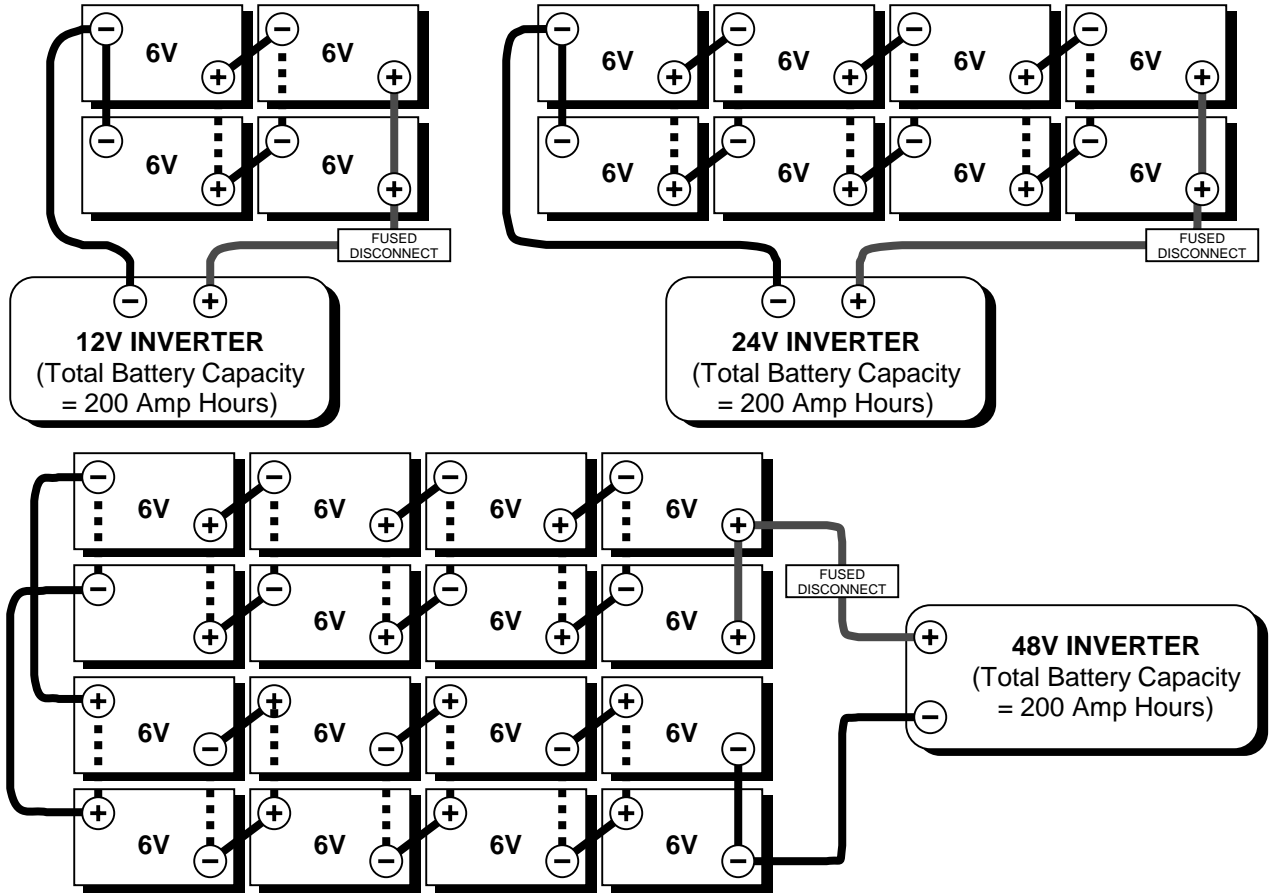 6V 6V
6V 6V
FUSED
DISCONNECT
12V INVERTER
(Total Battery Capacity
= 200 Amp Hours)
6V 6V 6V 6V
6V 6V 6V 6V
FUSED
DISCONNECT
24V INVERTER
(Total Battery Capacity
= 200 Amp Hours)
6V 6V 6V 6V
6V 6V 6V
6V 6V 6V 6V
6V 6V 6V 6V
FUSED
DISCONNECT
48V INVERTER
(Total Battery Capacity
= 200 Amp Hours)